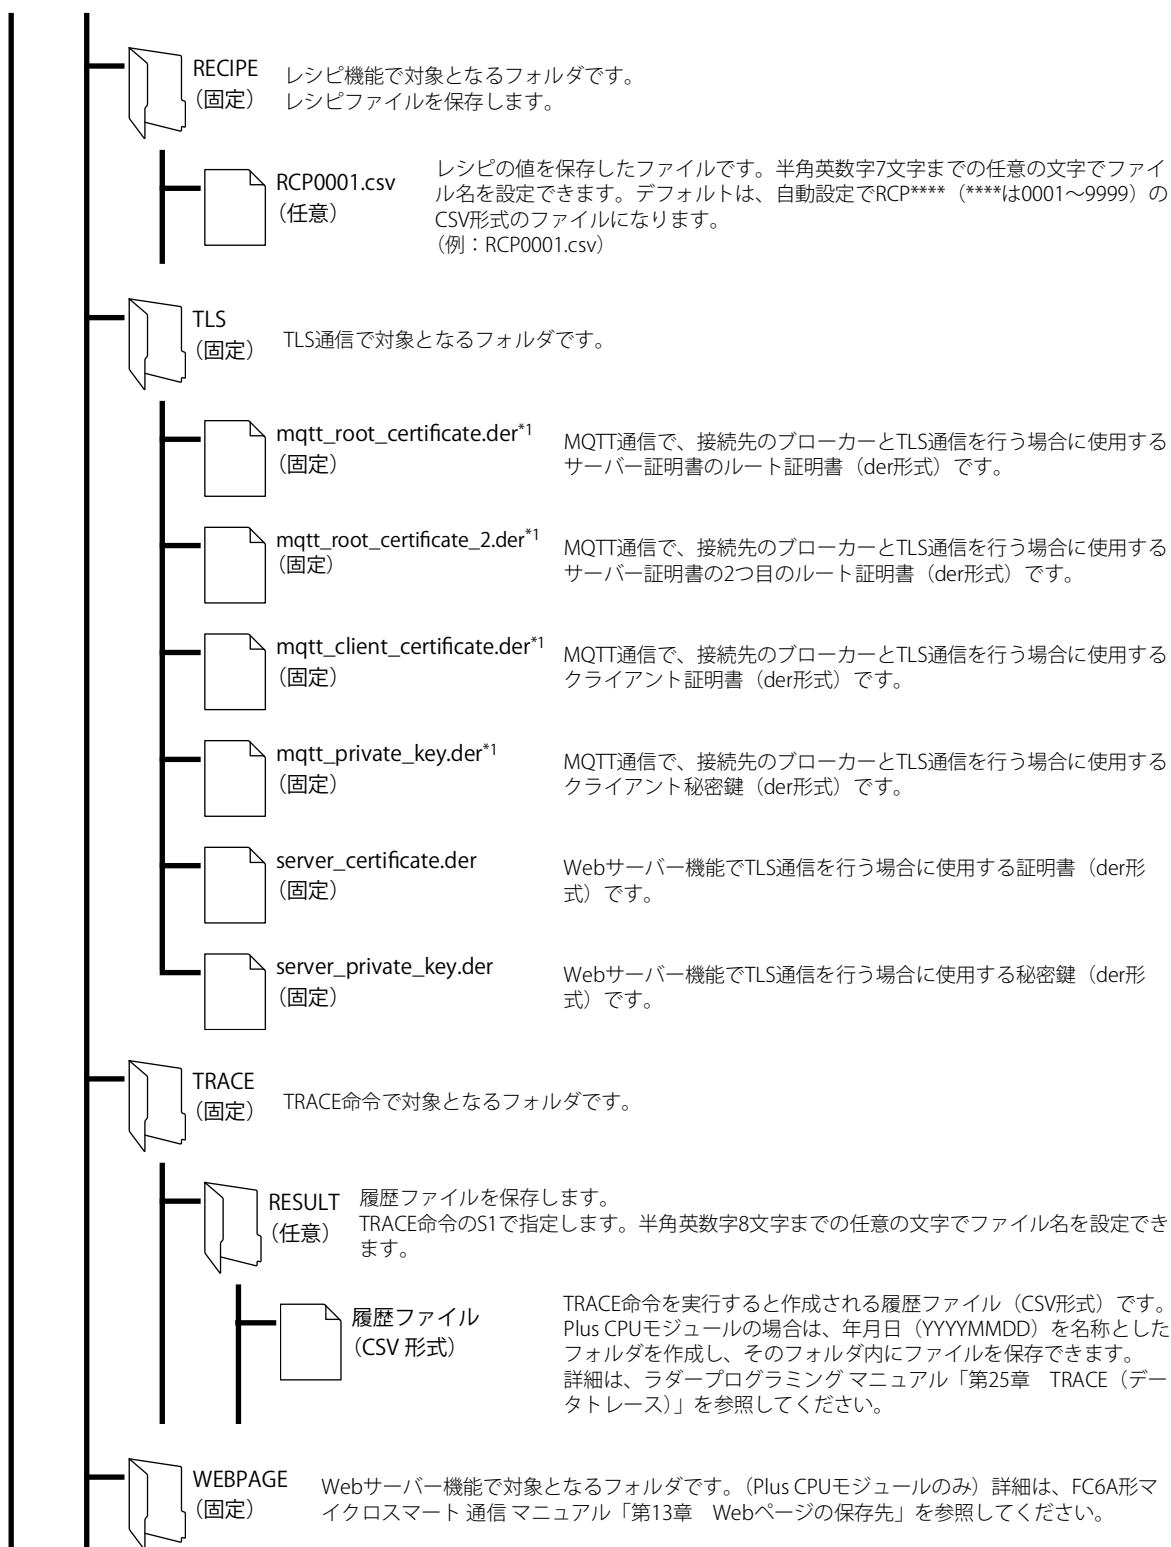 RECIPE
（固定）
レシピ機能で対象となるフォルダです。
レシピファイルを保存します。
RCP0001.csv
（任意）
レシピの値を保存したファイルです。半角英数字7文字までの任意の文字でファイ
ル名を設定できます。デフォルトは、自動設定でRCP****（****は0001～9999）の
CSV形式のファイルになります。
（例：RCP0001.csv）
TLS
（固定）
TLS通信で対象となるフォルダです。
mqtt_root_certificate.der*1
（固定）
MQTT通信で、接続先のブローカーとTLS通信を行う場合に使用する
サーバー証明書のルート証明書（der形式）です。
mqtt_root_certificate_2.der*1
（固定）
MQTT通信で、接続先のブローカーとTLS通信を行う場合に使用する
サーバー証明書の2つ目のルート証明書（der形式）です。
mqtt_client_certificate.der*1
（固定）
MQTT通信で、接続先のブローカーとTLS通信を行う場合に使用する
クライアント証明書（der形式）です。
mqtt_private_key.der*1
（固定）
MQTT通信で、接続先のブローカーとTLS通信を行う場合に使用する
クライアント秘密鍵（der形式）です。
server_certificate.der
（固定）
Webサーバー機能でTLS通信を行う場合に使用する証明書（der形
式）です。
server_private_key.der
（固定）
Webサーバー機能でTLS通信を行う場合に使用する秘密鍵（der形
式）です。
TRACE
（固定）
TRACE命令で対象となるフォルダです。
RESULT
（任意）
履歴ファイルを保存します。
TRACE命令のS1で指定します。半角英数字8文字までの任意の文字でファイル名を設定でき
ます。
履歴ファイル
（CSV 形式）
TRACE命令を実行すると作成される履歴ファイル（CSV形式）です。
Plus CPUモジュールの場合は、年月日（YYYYMMDD）を名称とした
フォルダを作成し、そのフォルダ内にファイルを保存できます。
詳細は、ラダープログラミング マニュアル「第25章　TRACE（デー
タトレース）」を参照してください。
WEBPAGE
（固定）
Webサーバー機能で対象となるフォルダです。（Plus CPUモジュールのみ）詳細は、FC6A形マ
イクロスマート 通信 マニュアル「第13章　Webページの保存先」を参照してください。